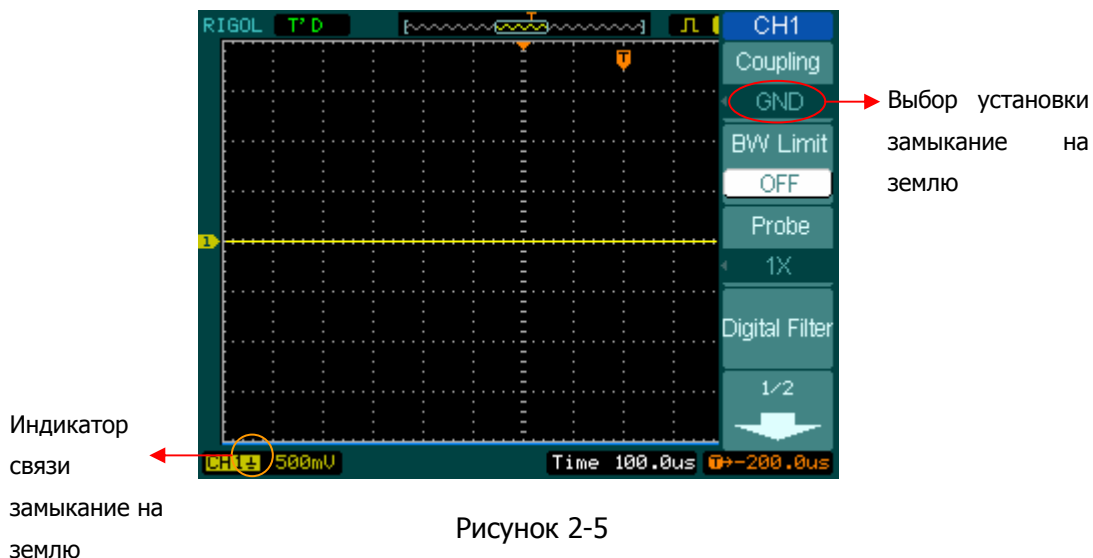 RIGOL T'D T CH1
T
Coupling
GND
Выбор установки
замыкание на
землю
BW Limit
OFF
Probe
1
1X
Digital Filter
1/2
CH1 500mV Time 100.0us T→-200.0us
Индикатор
связи
замыкание на
землю
Рисунок 2-5